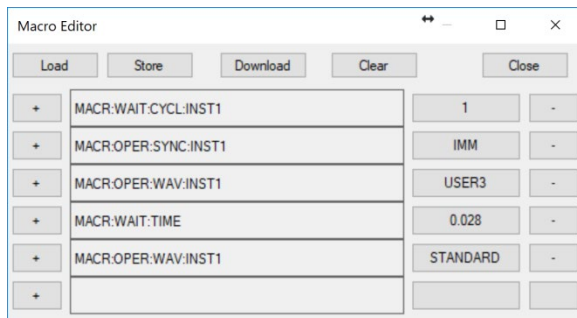 Macro Editor
Load Store Download Clear Close
+ MACR:WAIT:CYCL:INST1 1 -
+ MACR:OPER:SYNC:INST1 IMM -
+ MACR:OPER:WAV:INST1 USER3 -
+ MACR:WAIT:TIME 0.028 -
+ MACR:OPER:WAV:INST1 STANDARD -
+